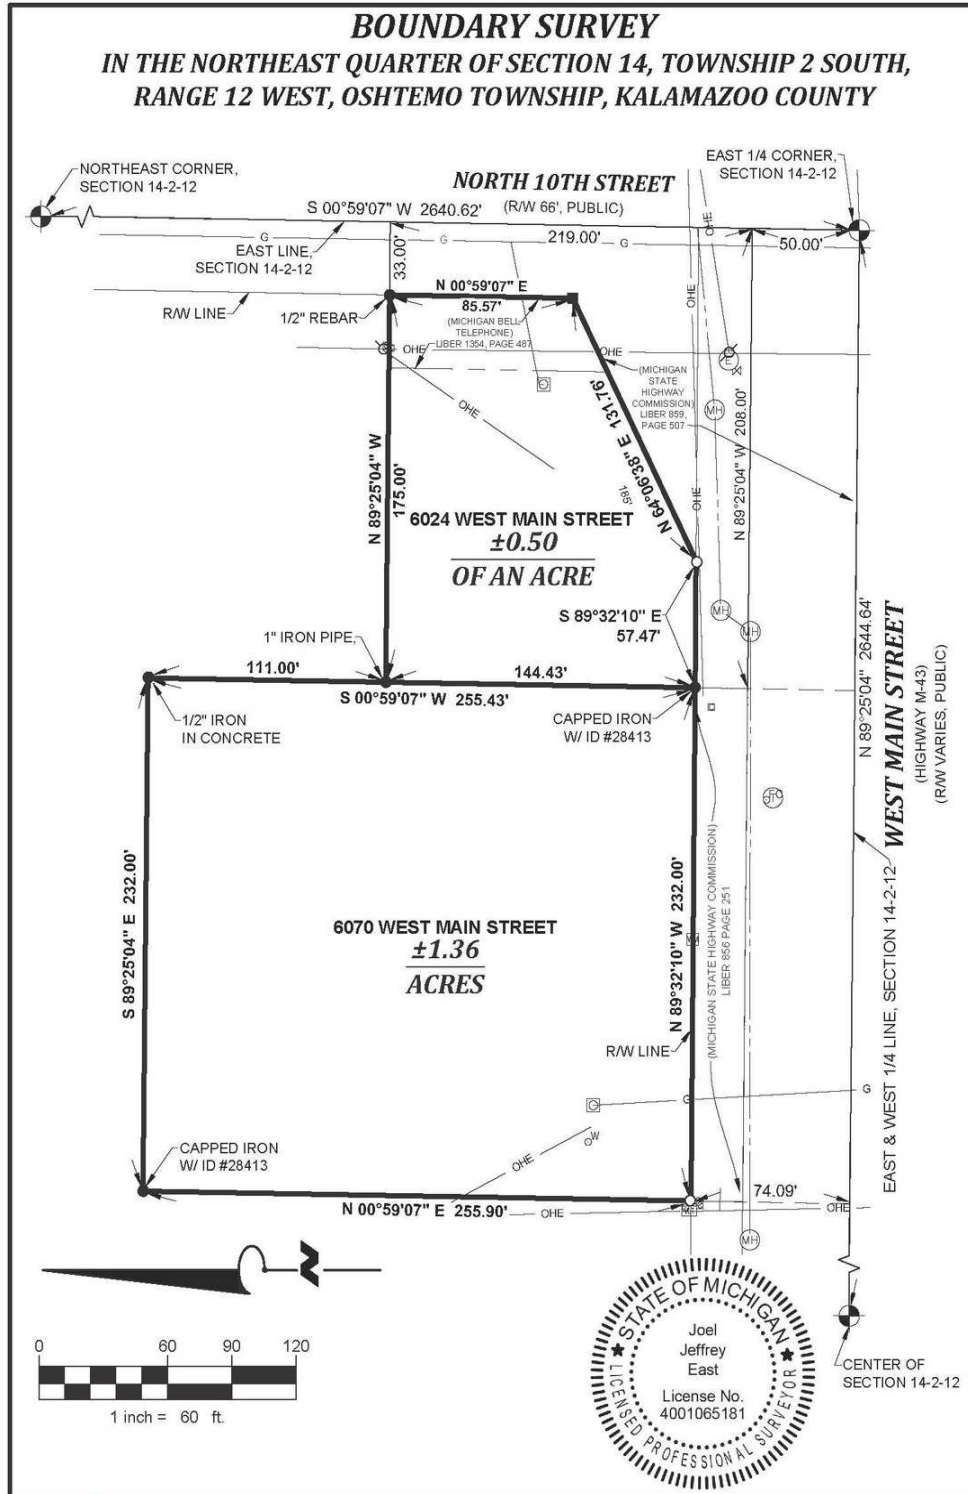 BOUNDARY SURVEY
IN THE NORTHEAST QUARTER OF SECTION 14, TOWNSHIP 2 SOUTH,
RANGE 12 WEST, OSHTEMO TOWNSHIP, KALAMAZOO COUNTY
NORTHEAST CORNER,
SECTION 14-2-12
EAST 1/4 CORNER,
SECTION 14-2-12
NORTH 10TH STREET
(R/W 66', PUBLIC)
S 00°59'07" W 2640.62'
OHE
G
EAST LINE,
SECTION 14-2-12
33.00'
G
219.00'
G
50.00'
N 00°59'07" E
85.57'
OHE
R/W LINE
1/2" REBAR
(MICHIGAN BELL
TELEPHONE)
LIBER 1354, PAGE 487
OHE
OHE
E
(MICHIGAN
STATE
HIGHWAY
COMMISSION)
LIBER 859,
PAGE 507
OHE
MH
N 89°25'04" W
175.00'
N 64°06'38" E 131.76'
165'
OHE
N 89°25'04" W 208.00'
6024 WEST MAIN STREET
±0.50
OF AN ACRE
S 89°32'10" E
57.47'
MH
MH
1" IRON PIPE
111.00'
144.43'
S 00°59'07" W 255.43'
1/2" IRON
IN CONCRETE
CAPPED IRON
W/ ID #28413
N 89°25'04" W 2644.64'
WEST MAIN STREET
(HIGHWAY M-43)
(R/W VARIES, PUBLIC)
S 89°25'04" E 232.00'
6070 WEST MAIN STREET
±1.36
ACRES
N 89°32'10" W 232.00'
(MICHIGAN STATE HIGHWAY COMMISSION)
LIBER 856 PAGE 251
EAST & WEST 1/4 LINE, SECTION 14-2-12
R/W LINE
G
G
W
OHE
CAPPED IRON
W/ ID #28413
N 00°59'07" E 255.90'
OHE
74.09'
OHE
MH
N
0 60 90 120
1 inch = 60 ft.
STATE OF MICHIGAN
Joel
Jeffrey
East
License No.
4001065181
LICENSED PROFESSIONAL SURVEYOR
CENTER OF
SECTION 14-2-12